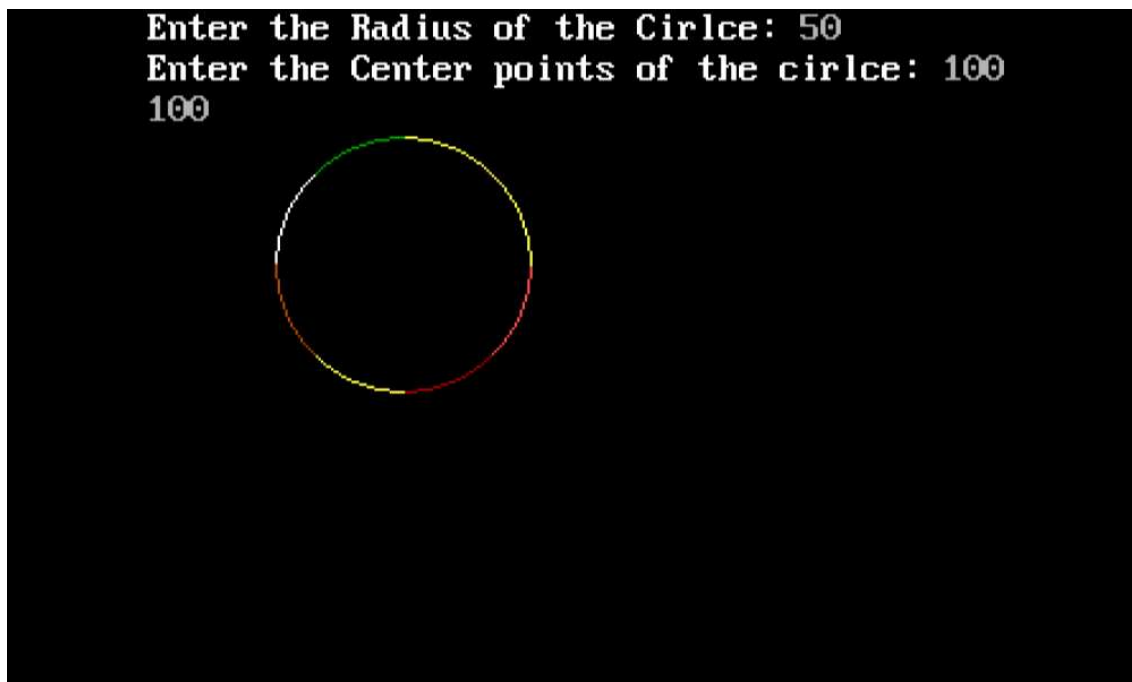 Enter the Radius of the Cirlce: 50
Enter the Center points of the cirlce: 100
100